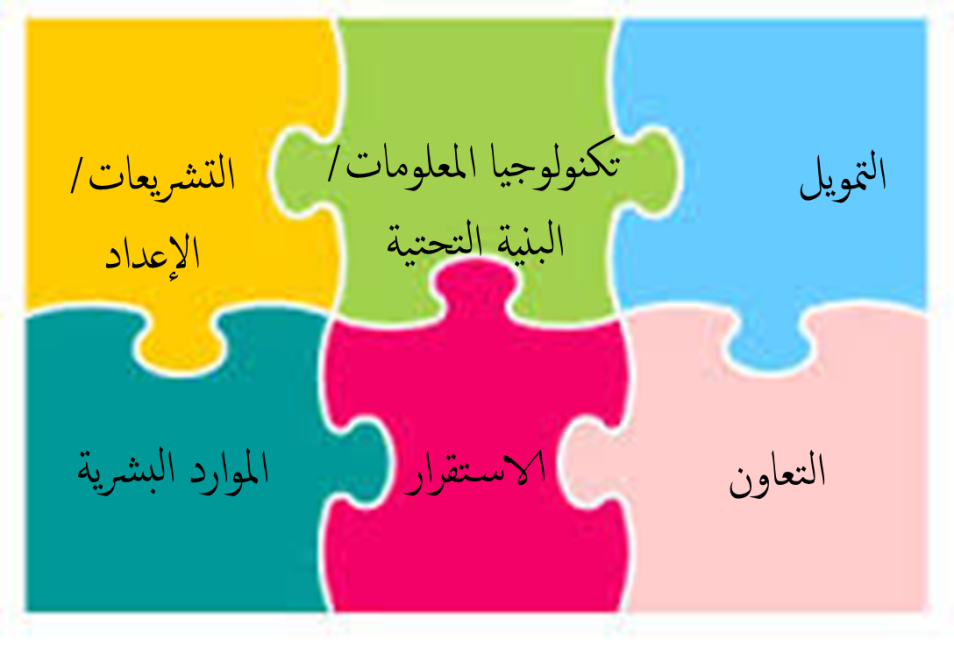 التمويل
تكنولوجيا المعلومات/
البنية التحتية
التشريعات/
الإعداد
التعاون
الاستقرار
الموارد البشرية